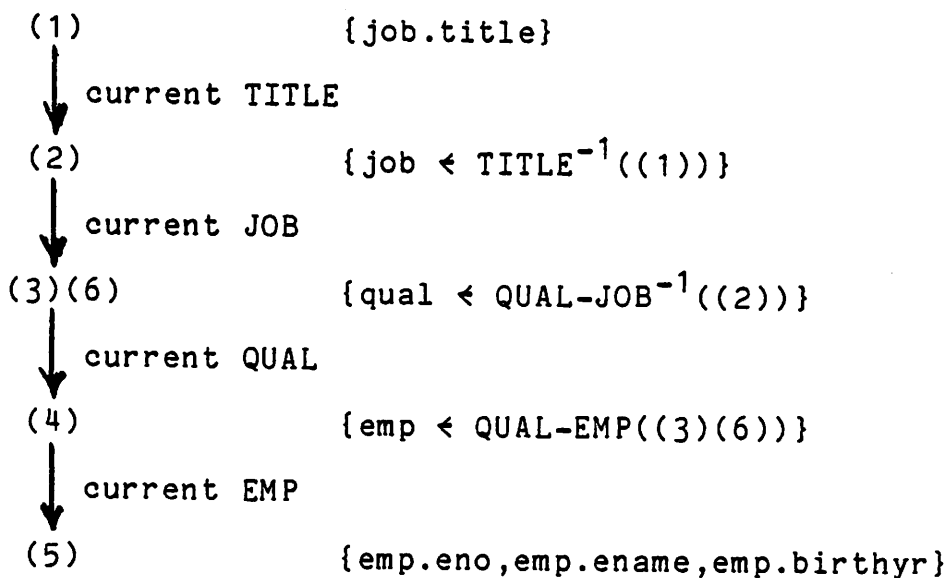 (1) {job.title}
current TITLE
(2) {job ∈ TITLE⁻¹((1))}
current JOB
(3)(6) {qual ∈ QUAL-JOB⁻¹((2))}
current QUAL
(4) {emp ∈ QUAL-EMP((3)(6))}
current EMP
(5) {emp.eno,emp.ename,emp.birthyr}